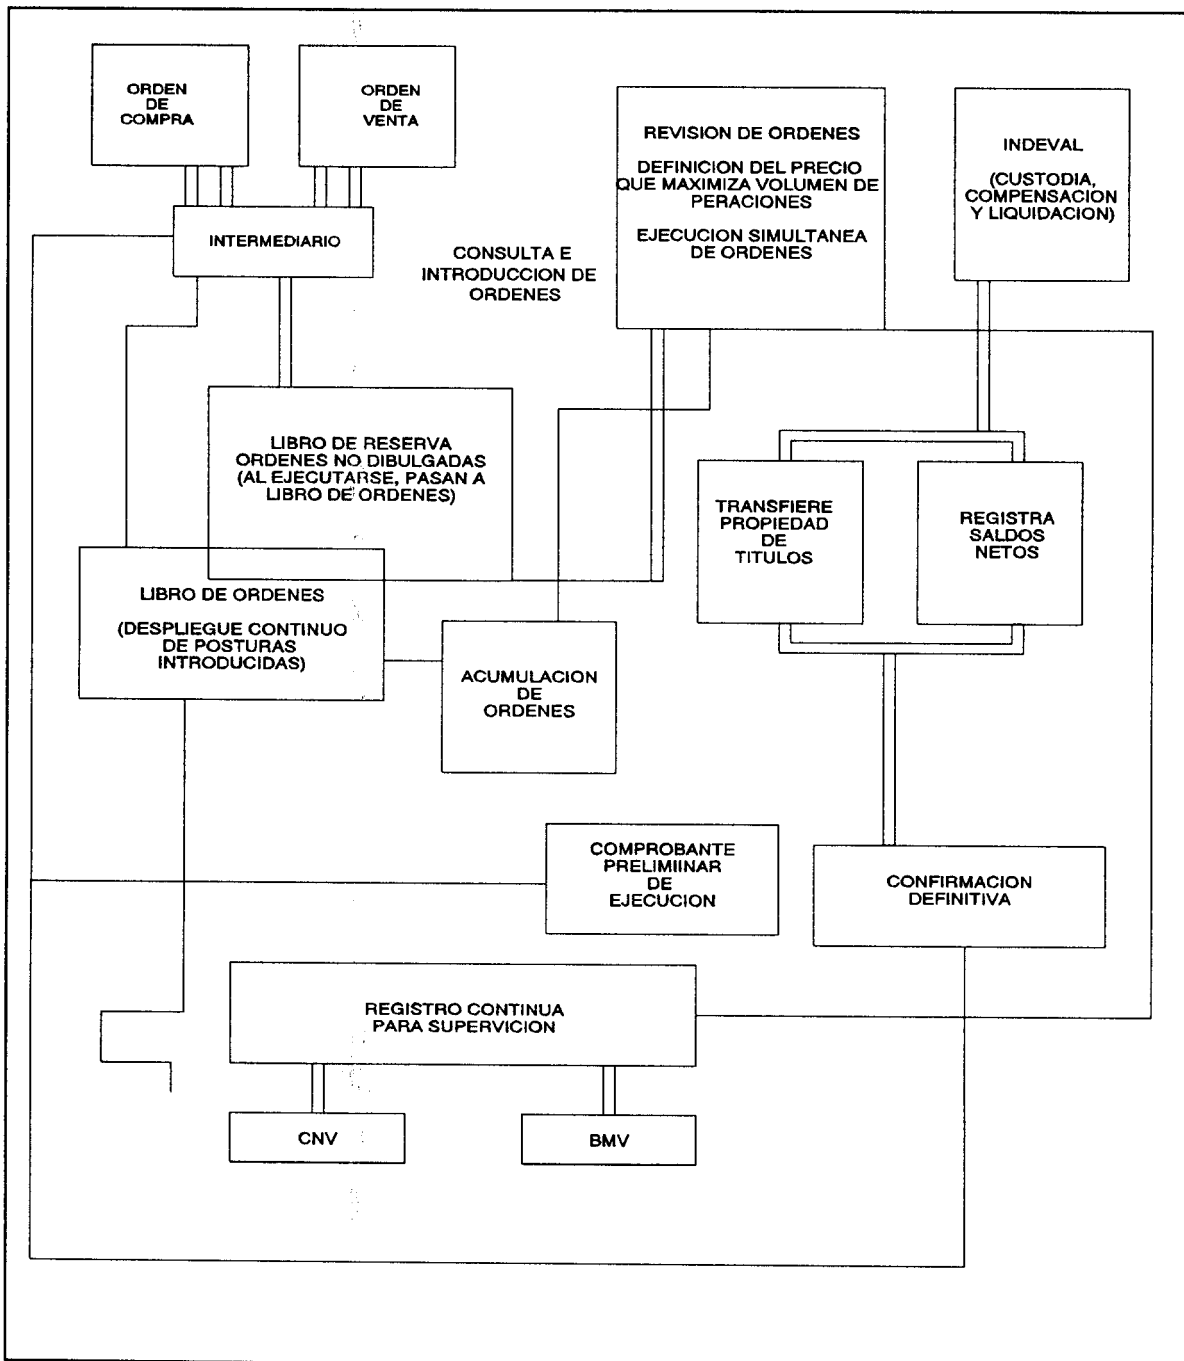 ORDEN
DE
COMPRA
ORDEN
DE
VENTA
INTERMEDIARIO
CONSULTA E
INTRODUCCION DE
ORDENES
REVISION DE ORDENES
DEFINICION DEL PRECIO
QUE MAXIMIZA VOLUMEN DE
PERACIONES
EJECUCION SIMULTANEA
DE ORDENES
INDEVAL
(CUSTODIA,
COMPENSACION
Y LIQUIDACION)
LIBRO DE RESERVA
ORDENES NO DIBULGADAS
(AL EJECUTARSE, PASAN A
LIBRO DE ORDENES)
TRANSFIERE
PROPIEDAD
DE
TITULOS
REGISTRA
SALDOS
NETOS
LIBRO DE ORDENES
(DESPLIEGUE CONTINUO
DE POSTURAS
INTRODUCIDAS)
ACUMULACION
DE
ORDENES
COMPROBANTE
PRELIMIINAR
DE
EJECUCION
CONFIRMACION
DEFINITIVA
REGISTRO CONTINUA
PARA SUPERVICION
CNV
BMV